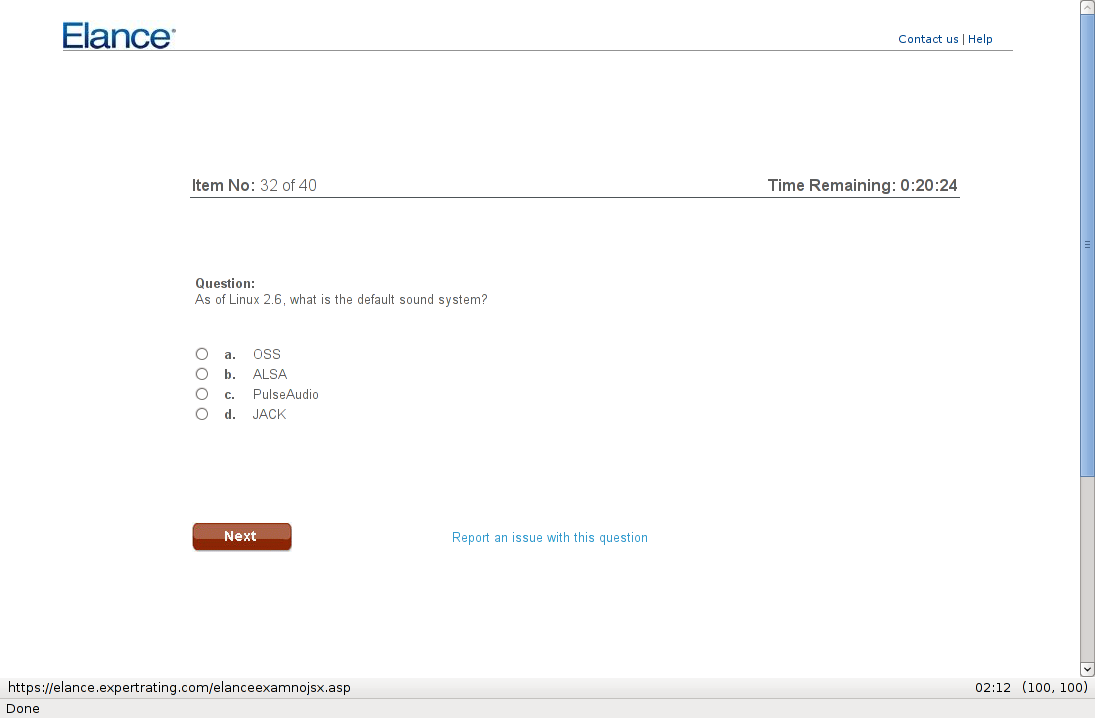 Elance®
Contact us | Help
Item No: 32 of 40
Time Remaining: 0:20:24
Question:
As of Linux 2.6, what is the default sound system?
a. OSS
b. ALSA
c. PulseAudio
d. JACK
Next
Report an issue with this question
https://elance.expertrating.com/elanceexamnojsx.asp
02:12 (100, 100)
Done